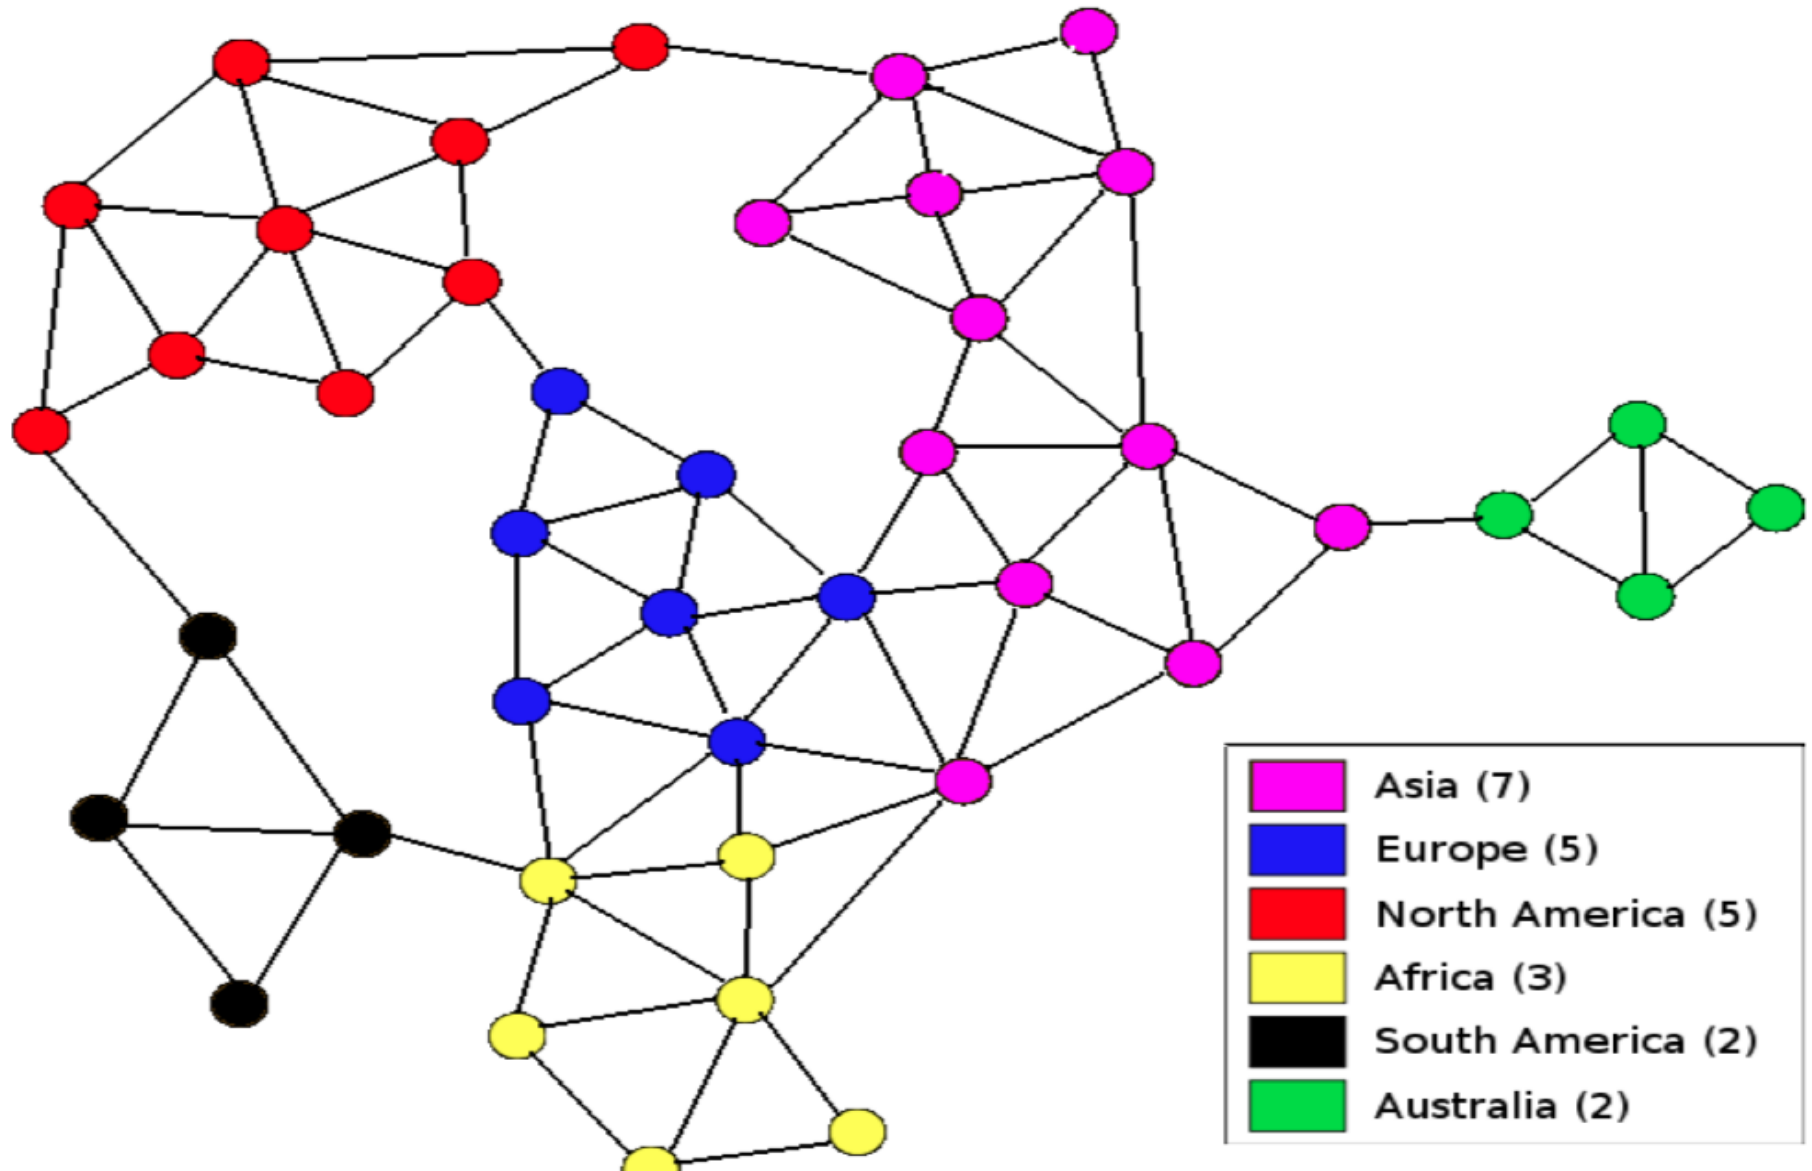 Asia (7)
Europe (5)
North America (5)
Africa (3)
South America (2)
Australia (2)